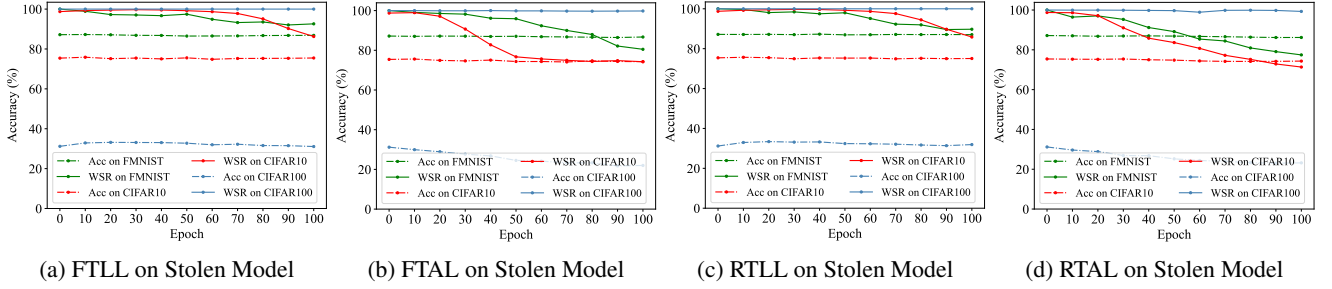 100
80
60
40
20
0
Accuracy (%)
Acc on FMNIST
WSR on FMNIST
Acc on CIFAR10
WSR on CIFAR10
Acc on CIFAR100
WSR on CIFAR100
0 10 20 30 40 50 60 70 80 90 100
Epoch
(a) FTLL on Stolen Model
100
80
60
40
20
0
Accuracy (%)
Acc on FMNIST
WSR on FMNIST
Acc on CIFAR10
WSR on CIFAR10
Acc on CIFAR100
WSR on CIFAR100
0 10 20 30 40 50 60 70 80 90 100
Epoch
(b) FTAL on Stolen Model
100
80
60
40
20
0
Accuracy (%)
Acc on FMNIST
WSR on FMNIST
Acc on CIFAR10
WSR on CIFAR10
Acc on CIFAR100
WSR on CIFAR100
0 10 20 30 40 50 60 70 80 90 100
Epoch
(c) RTLL on Stolen Model
100
80
60
40
20
0
Accuracy (%)
Acc on FMNIST
WSR on FMNIST
Acc on CIFAR10
WSR on CIFAR10
Acc on CIFAR100
WSR on CIFAR100
0 10 20 30 40 50 60 70 80 90 100
Epoch
(d) RTAL on Stolen Model